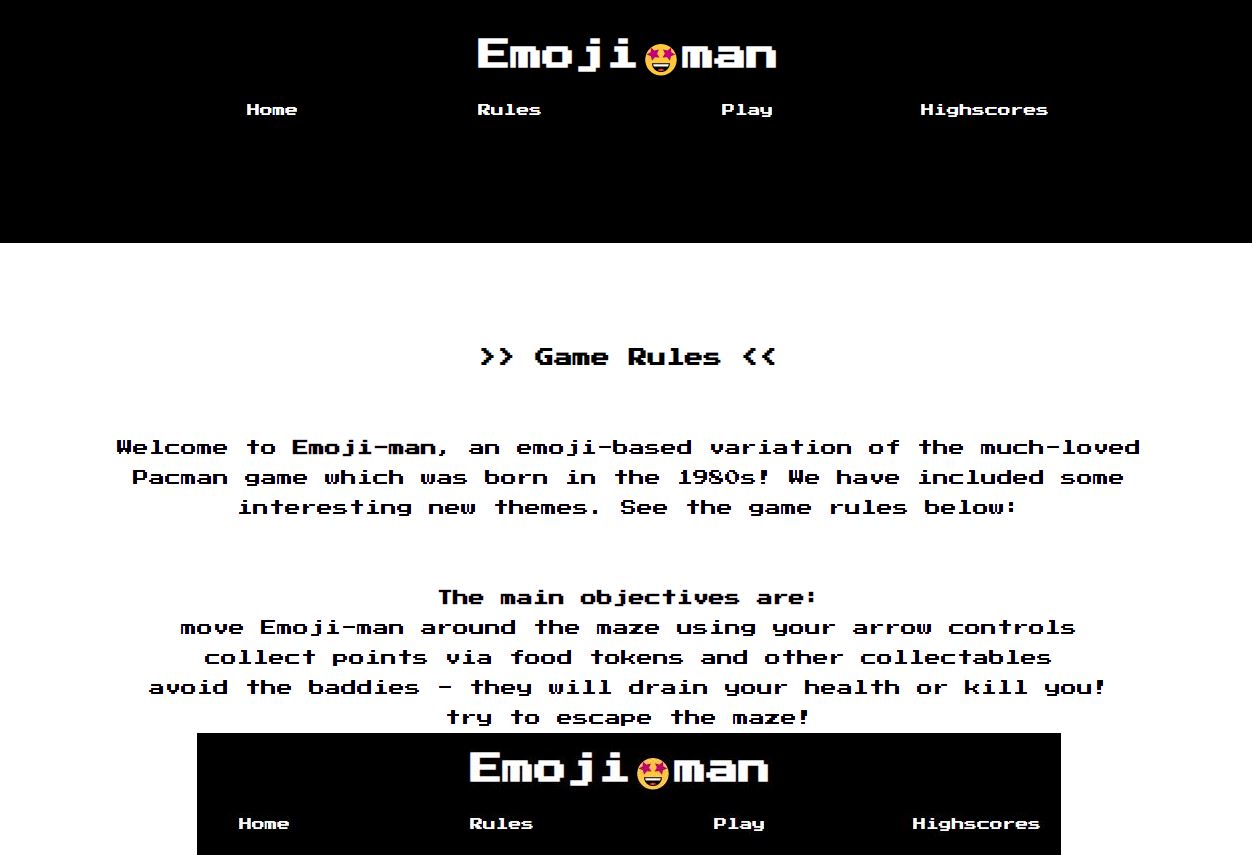 Emoji🤩man
Home Rules Play Highscores
>> Game Rules <<
Welcome to Emoji-man, an emoji-based variation of the much-loved
Pacman game which was born in the 1980s! We have included some
interesting new themes. See the game rules below:
The main objectives are:
move Emoji-man around the maze using your arrow controls
collect points via food tokens and other collectables
avoid the baddies - they will drain your health or kill you!
try to escape the maze!
Emoji🤩man
Home Rules Play Highscores